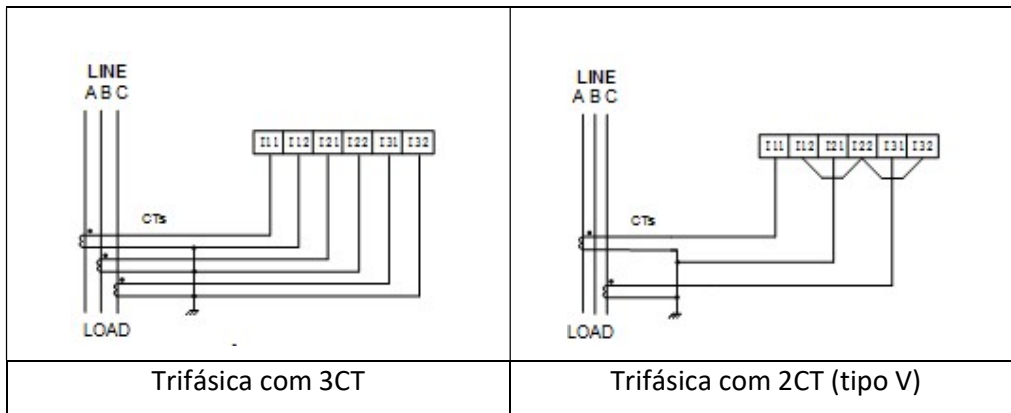 LINE
A B C
I11 I12 I21 I22 I31 I32
CTs
LOAD
Trifásica com 3CT
LINE
A B C
I11 I12 I21 I22 I31 I32
CTs
LOAD
Trifásica com 2CT (tipo V)